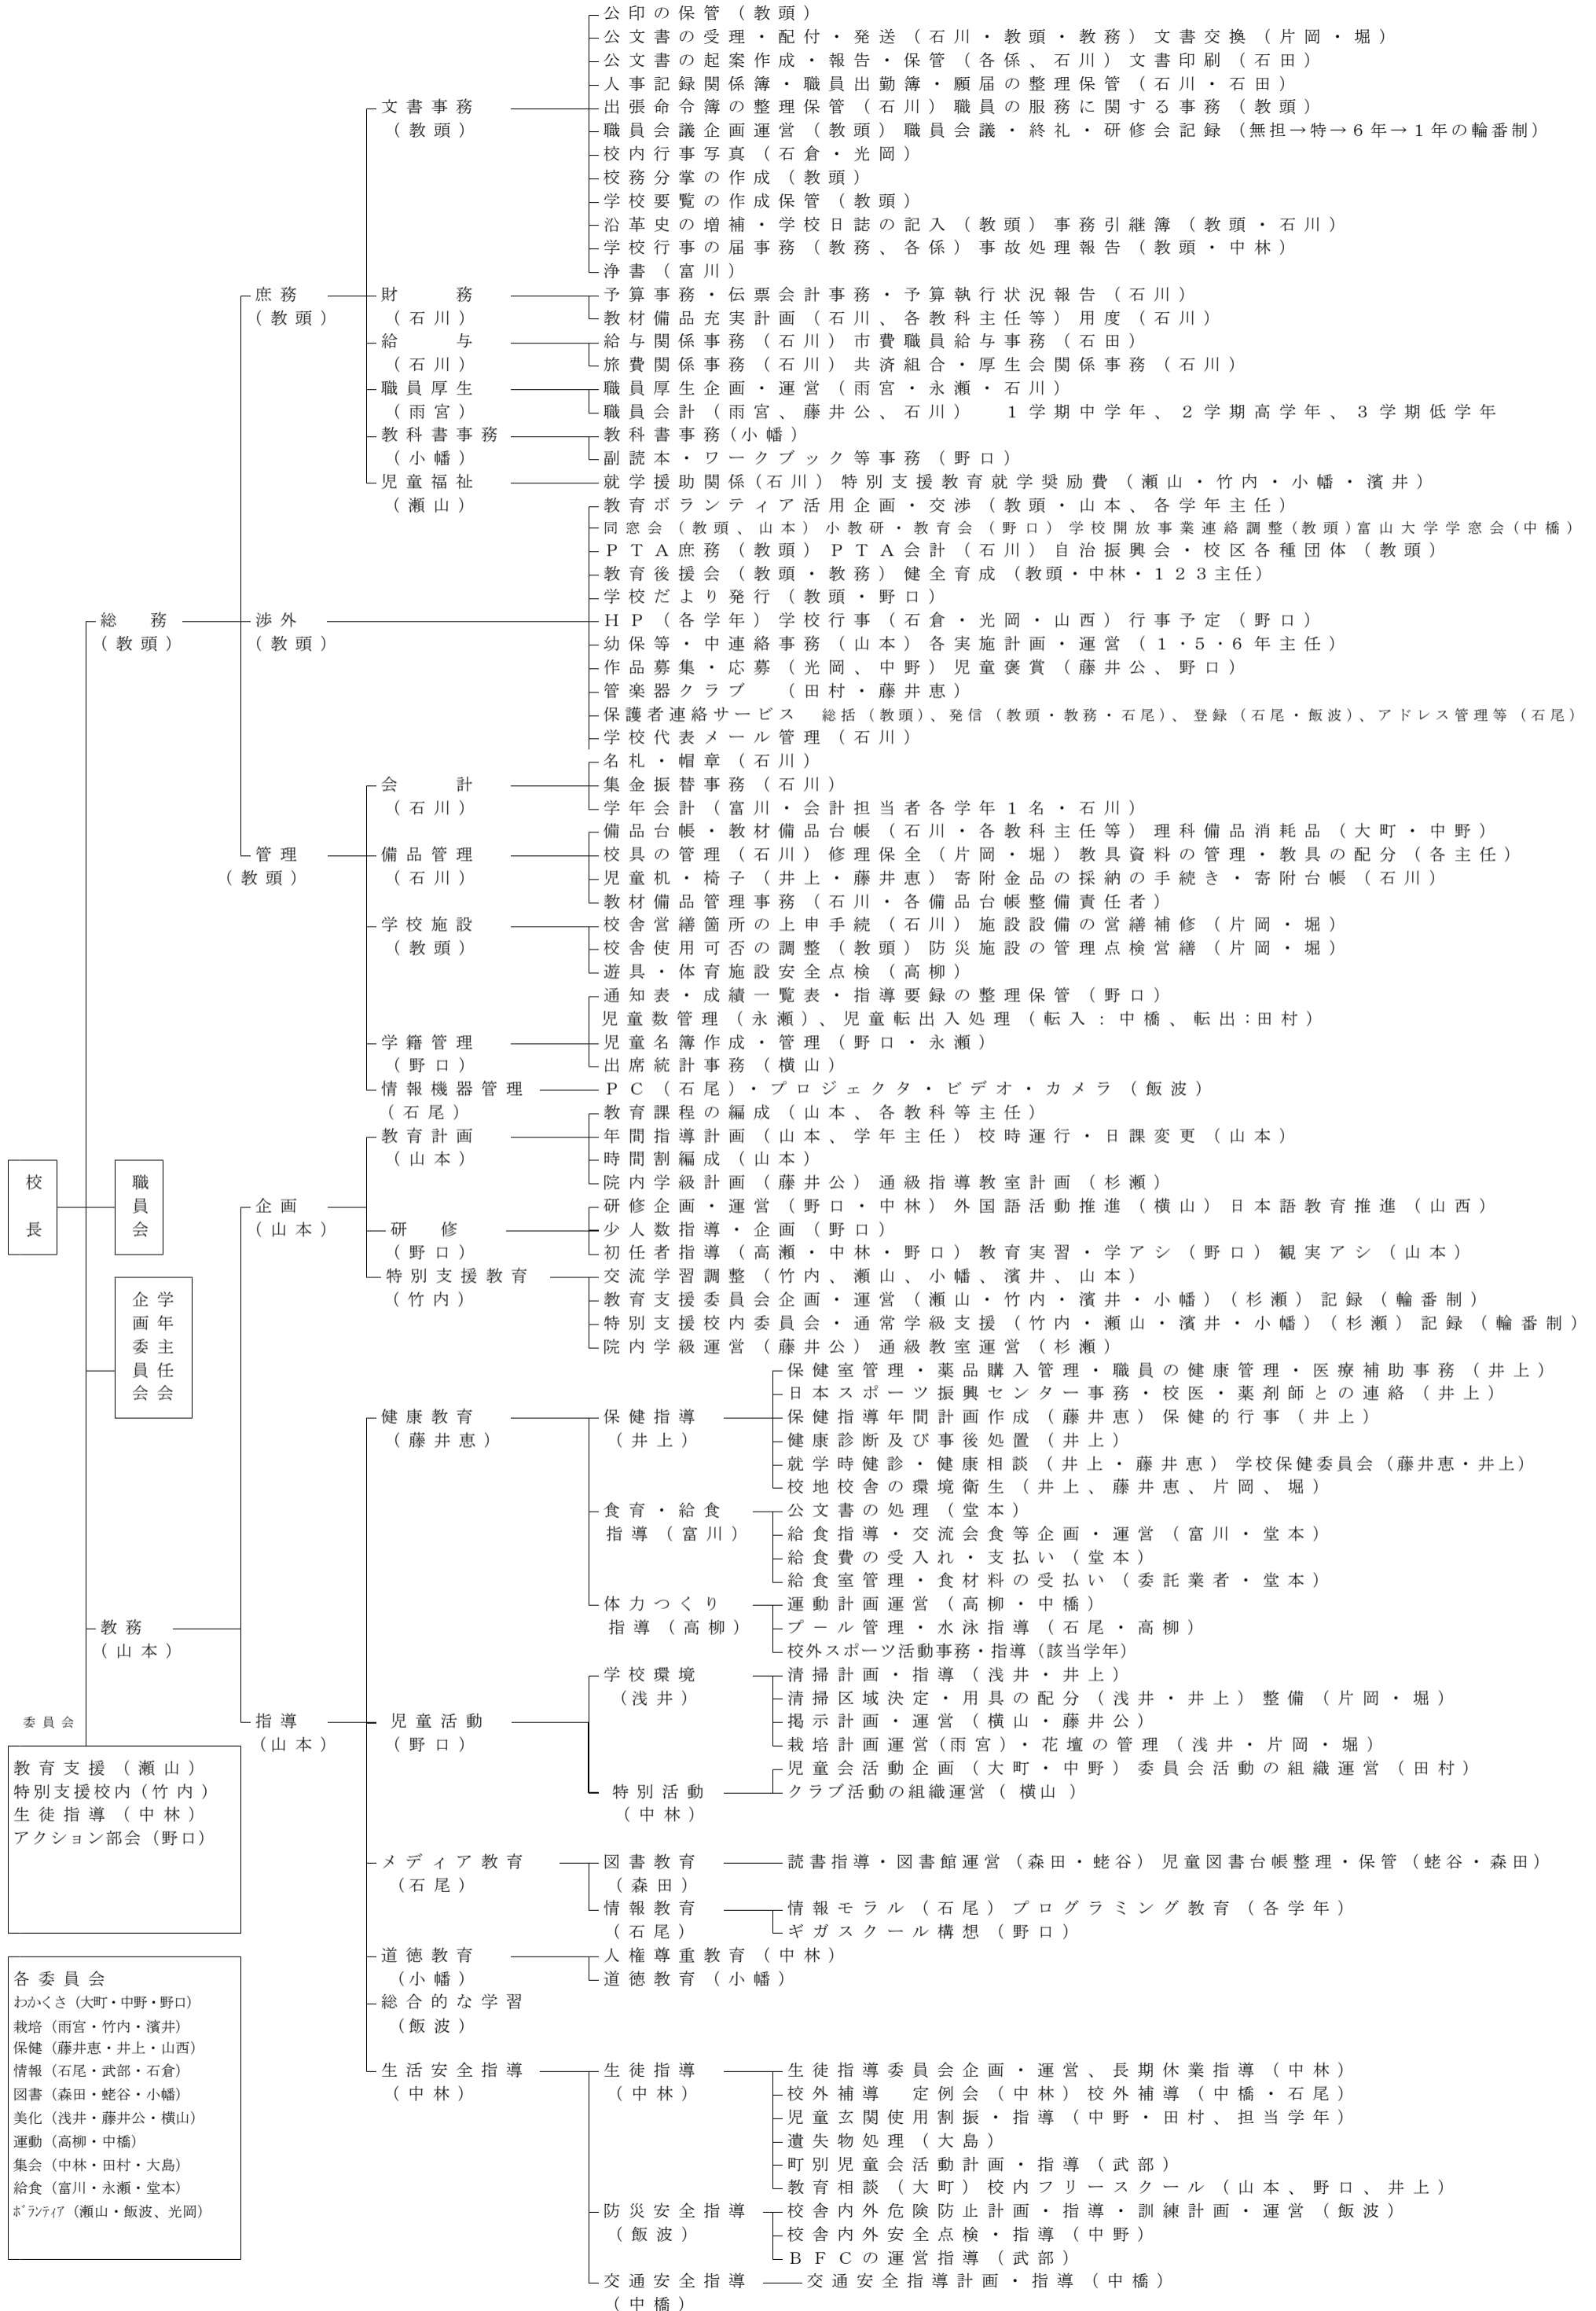 公印の保管（教頭）
公文書の受理・配付・発送（石川・教頭・教務）文書交換（片岡・堀）
公文書の起案作成・報告・保管（各係、石川）文書印刷（石田）
人事記録関係簿・職員出勤簿・願届の整理保管（石川・石田）
文書事務 出張命令簿の整理保管（石川）職員の服務に関する事務（教頭）
（教頭） 職員会議企画運営（教頭）職員会議・終礼・研修会記録（無担→特→６年→１年の輪番制）
校内行事写真（石倉・光岡）
校務分掌の作成（教頭）
学校要覧の作成保管（教頭）
沿革史の増補・学校日誌の記入（教頭）事務引継簿（教頭・石川）
学校行事の届事務（教務、各係）事故処理報告（教頭・中林）
浄書（富川）
庶務 財務 予算事務・伝票会計事務・予算執行状況報告（石川）
（教頭） （石川） 教材備品充実計画（石川、各教科主任等）用度（石川）
給与 給与関係事務（石川）市費職員給与事務（石田）
（石川） 旅費関係事務（石川）共済組合・厚生会関係事務（石川）
職員厚生 職員厚生企画・運営（雨宮・永瀬・石川）
（雨宮） 職員会計（雨宮、藤井公、石川） １学期中学年、２学期高学年、３学期低学年
教科書事務 教科書事務(小幡）
（小幡） 副読本・ワークブック等事務（野口）
児童福祉 就学援助関係(石川）特別支援教育就学奨励費（瀬山・竹内・小幡・濱井）
（瀬山） 教育ボランティア活用企画・交渉（教頭・山本、各学年主任）
同窓会（教頭、山本）小教研・教育会（野口）学校開放事業連絡調整(教頭)富山大学学窓会(中橋）
ＰＴＡ庶務（教頭）ＰＴＡ会計（石川）自治振興会・校区各種団体（教頭）
教育後援会（教頭・教務）健全育成（教頭・中林・１２３主任）
学校だより発行（教頭・野口）
総務 渉外 ＨＰ（各学年）学校行事（石倉・光岡・山西）行事予定（野口）
（教頭） （教頭） 幼保等・中連絡事務（山本）各実施計画・運営（１・５・６年主任）
作品募集・応募（光岡、中野）児童褒賞（藤井公、野口）
管楽器クラブ （田村・藤井恵）
保護者連絡サービス 総括（教頭）、発信（教頭・教務・石尾）、登録（石尾・飯波）、アドレス管理等（石尾）
学校代表メール管理（石川）
名札・帽章（石川）
会計 集金振替事務（石川）
（石川） 学年会計（富川・会計担当者各学年１名・石川）
備品台帳・教材備品台帳（石川・各教科主任等）理科備品消耗品（大町・中野）
管理 備品管理 校具の管理（石川）修理保全（片岡・堀）教具資料の管理・教具の配分（各主任）
（教頭） （石川） 児童机・椅子（井上・藤井恵）寄附金品の採納の手続き・寄附台帳（石川）
教材備品管理事務（石川・各備品台帳整備責任者）
学校施設 校舎営繕箇所の上申手続（石川）施設設備の営繕補修（片岡・堀）
（教頭） 校舎使用可否の調整（教頭）防災施設の管理点検営繕（片岡・堀）
遊具・体育施設安全点検（高柳）
通知表・成績一覧表・指導要録の整理保管（野口）
児童数管理（永瀬）、児童転出入処理（転入：中橋、転出：田村）
学籍管理 児童名簿作成・管理（野口・永瀬）
（野口） 出席統計事務（横山）
情報機器管理 ＰＣ（石尾）・プロジェクタ・ビデオ・カメラ（飯波）
（石尾） 教育課程の編成（山本、各教科等主任）
教育計画 年間指導計画（山本、学年主任）校時運行・日課変更（山本）
（山本） 時間割編成（山本）
校長 職員会 院内学級計画（藤井公）通級指導教室計画（杉瀬）
企画 研修企画・運営（野口・中林）外国語活動推進（横山）日本語教育推進（山西）
（山本） 研修 少人数指導・企画（野口）
（野口） 初任者指導（高瀬・中林・野口）教育実習・学アシ（野口）観実アシ（山本）
特別支援教育 交流学習調整（竹内、瀬山、小幡、濱井、山本）
（竹内） 教育支援委員会企画・運営（瀬山・竹内・濱井・小幡）（杉瀬）記録（輪番制）
企画委員会 学年主任会 特別支援校内委員会・通常学級支援（竹内・瀬山・濱井・小幡）（杉瀬）記録（輪番制）
院内学級運営（藤井公）通級教室運営（杉瀬）
保健室管理・薬品購入管理・職員の健康管理・医療補助事務（井上）
日本スポーツ振興センター事務・校医・薬剤師との連絡（井上）
健康教育 保健指導 保健指導年間計画作成（藤井恵）保健的行事（井上）
（藤井恵） （井上） 健康診断及び事後処置（井上）
就学時健診・健康相談（井上・藤井恵）学校保健委員会（藤井恵・井上）
校地校舎の環境衛生（井上、藤井恵、片岡、堀）
食育・給食 公文書の処理（堂本）
指導（富川） 給食指導・交流会食等企画・運営（富川・堂本）
給食費の受入れ・支払い（堂本）
給食室管理・食材料の受払い（委託業者・堂本）
体力つくり 運動計画運営（高柳・中橋）
教務 指導（高柳） プール管理・水泳指導（石尾・高柳）
（山本） 校外スポーツ活動事務・指導（該当学年）
学校環境 清掃計画・指導（浅井・井上）
（浅井） 清掃区域決定・用具の配分（浅井・井上）整備（片岡・堀）
委員会 指導 児童活動 掲示計画・運営（横山・藤井公）
（山本） （野口） 栽培計画運営(雨宮）・花壇の管理（浅井・片岡・堀）
教育支援（瀬山） 児童会活動企画（大町・中野）委員会活動の組織運営（田村）
特別支援校内（竹内） 特別活動 クラブ活動の組織運営（ 横山 ）
生徒指導（中林） （中林）
アクション部会（野口）
メディア教育 図書教育 読書指導・図書館運営（森田・蛯谷）児童図書台帳整理・保管（蛯谷・森田）
（石尾） （森田）
情報教育 情報モラル（石尾）プログラミング教育（各学年）
（石尾） ギガスクール構想（野口）
道徳教育 人権尊重教育（中林）
（小幡） 道徳教育（小幡）
総合的な学習
（飯波）
各委員会
わかくさ（大町・中野・野口）
栽培（雨宮・竹内・濱井）
保健（藤井恵・井上・山西）
情報（石尾・武部・石倉）
図書（森田・蛯谷・小幡）
美化（浅井・藤井公・横山）
運動（高柳・中橋）
集会（中林・田村・大島）
給食（富川・永瀬・堂本）
ﾎﾞﾗﾝﾃｨｱ（瀬山・飯波、光岡）
生活安全指導 生徒指導 生徒指導委員会企画・運営、長期休業指導（中林）
（中林） （中林） 校外補導 定例会（中林）校外補導（中橋・石尾）
児童玄関使用割振・指導（中野・田村、担当学年）
遺失物処理（大島）
町別児童会活動計画・指導（武部）
教育相談（大町）校内フリースクール（山本、野口、井上）
防災安全指導 校舎内外危険防止計画・指導・訓練計画・運営（飯波）
（飯波） 校舎内外安全点検・指導（中野）
ＢＦＣの運営指導（武部）
交通安全指導 交通安全指導計画・指導（中橋）
（中橋）